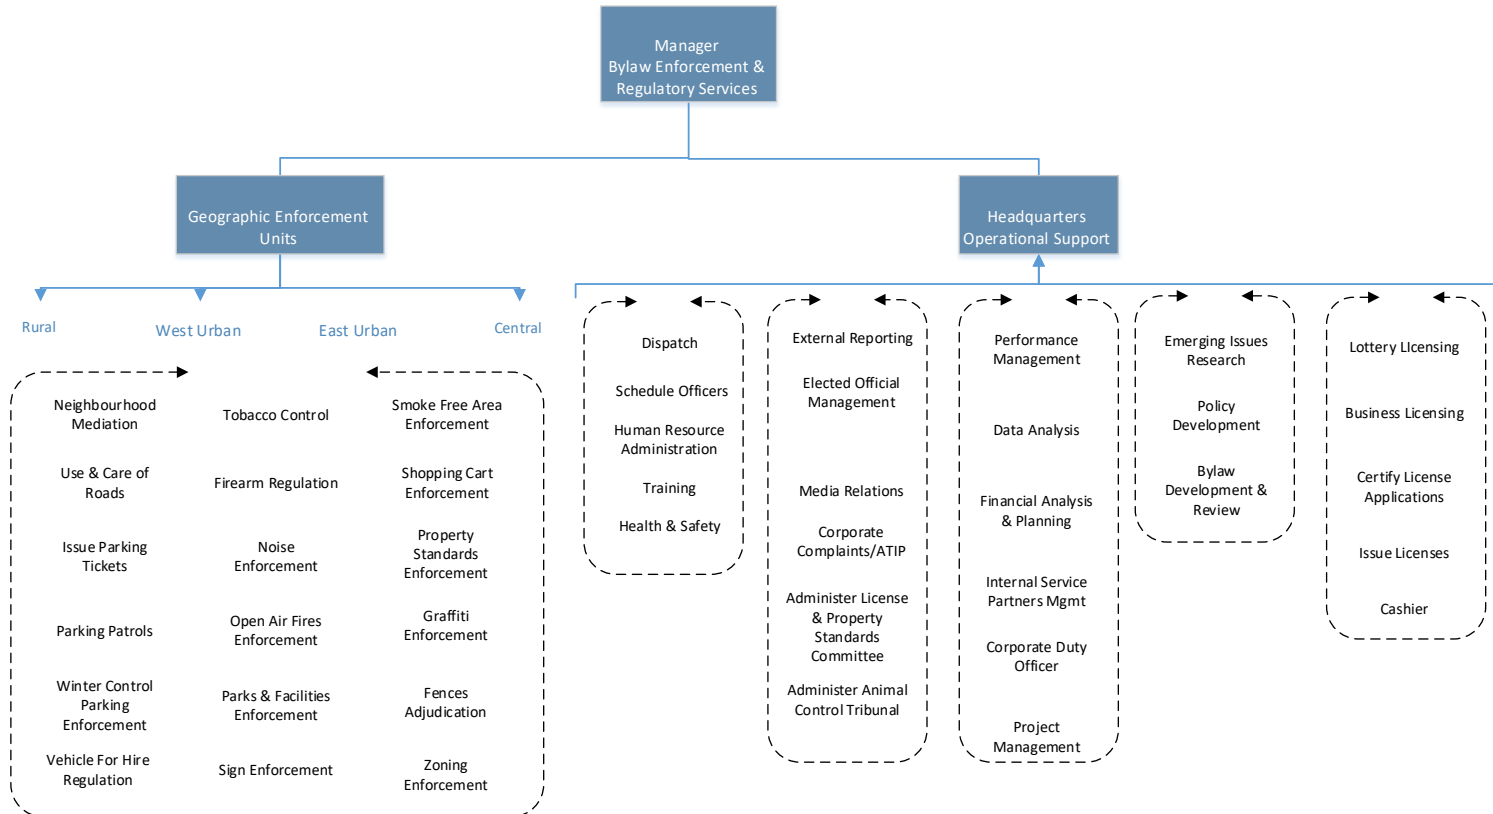 Manager
Bylaw Enforcement &
Regulatory Services
Geographic Enforcement
Units
Headquarters
Operational Support
Rural
West Urban
East Urban
Central
Neighbourhood
Mediation
Use & Care of
Roads
Issue Parking
Tickets
Parking Patrols
Winter Control
Parking
Enforcement
Vehicle For Hire
Regulation
Tobacco Control
Firearm Regulation
Noise
Enforcement
Open Air Fires
Enforcement
Parks & Facilities
Enforcement
Sign Enforcement
Smoke Free Area
Enforcement
Shopping Cart
Enforcement
Property
Standards
Enforcement
Graffiti
Enforcement
Fences
Adjudication
Zoning
Enforcement
Dispatch
Schedule Officers
Human Resource
Administration
Training
Health & Safety
External Reporting
Elected Official
Management
Media Relations
Corporate
Complaints/ATIP
Administer License
& Property
Standards
Committee
Administer Animal
Control Tribunal
Performance
Management
Data Analysis
Financial Analysis
& Planning
Internal Service
Partners Mgmt
Corporate Duty
Officer
Project
Management
Emerging Issues
Research
Policy
Development
Bylaw
Development &
Review
Lottery LIcensing
Business Licensing
Certify License
Applications
Issue Licenses
Cashier